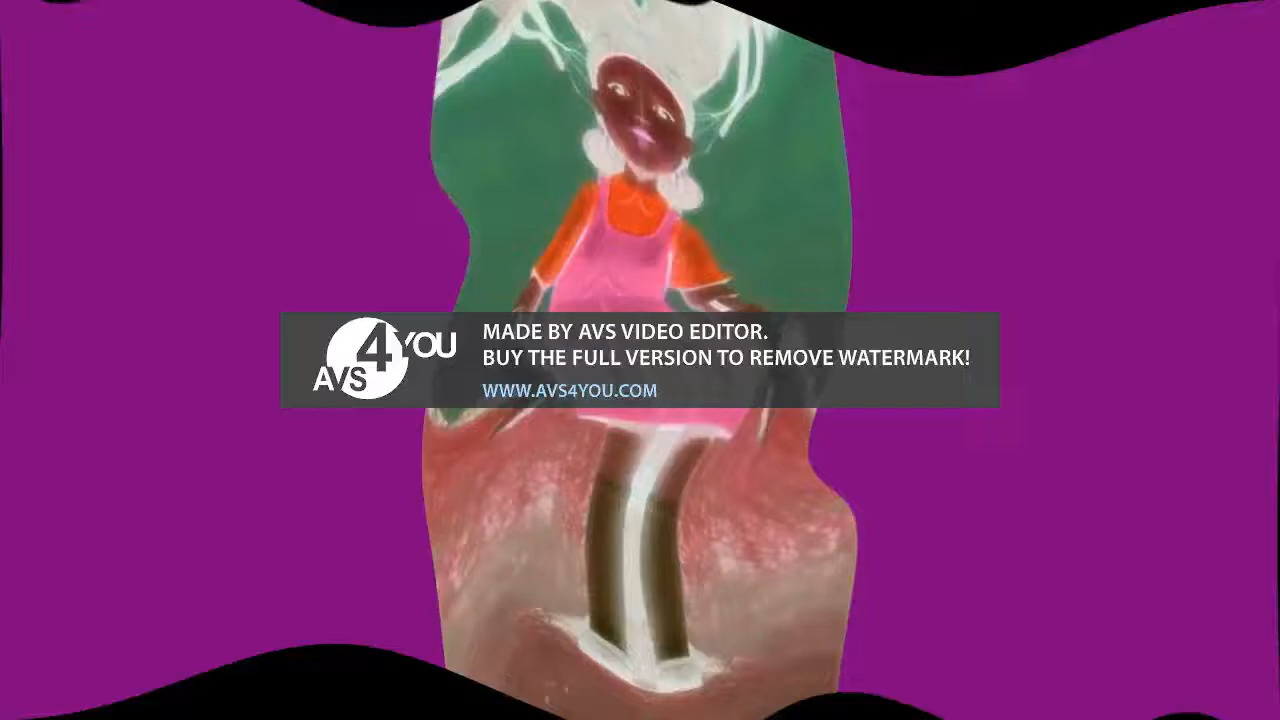 AVS4YOU
MADE BY AVS VIDEO EDITOR.
BUY THE FULL VERSION TO REMOVE WATERMARK!
WWW.AVS4YOU.COM